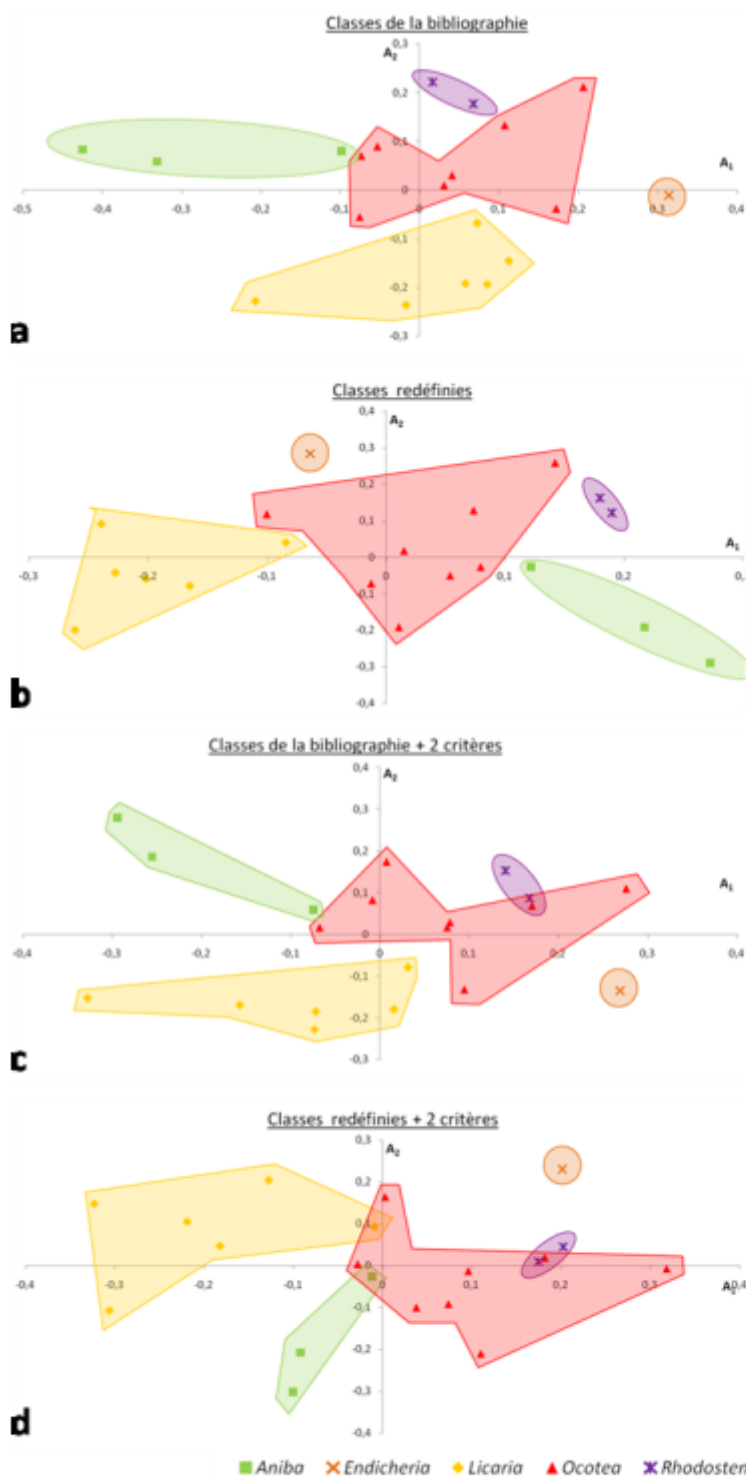 Classes de la bibliographie
A₂
0,3
0,2
0,1
A₁
0
-0,5 -0,4 -0,3 -0,2 -0,1 0 0,1 0,2 0,3 0,4
-0,1
-0,2
-0,3
a
Classes redéfinies
0,4
A₂
0,3
0,2
0,1
A₁
0
-0,3 -0,2 -0,1 0 0,1 0,2 0,3
-0,1
-0,2
-0,3
-0,4
b
Classes de la bibliographie + 2 critères
0,4
A₂
0,3
0,2
0,1
A₁
0
-0,4 -0,3 -0,2 -0,1 0 0,1 0,2 0,3 0,4
-0,1
-0,2
-0,3
c
Classes redéfinies + 2 critères
0,3
A₂
0,2
0,1
0
-0,4 -0,3 -0,2 -0,1 0 0,1 0,2 0,3 0,4
A₁
-0,1
-0,2
-0,3
-0,4
d
Aniba Endicheria Licaria Ocotea Rhodosten